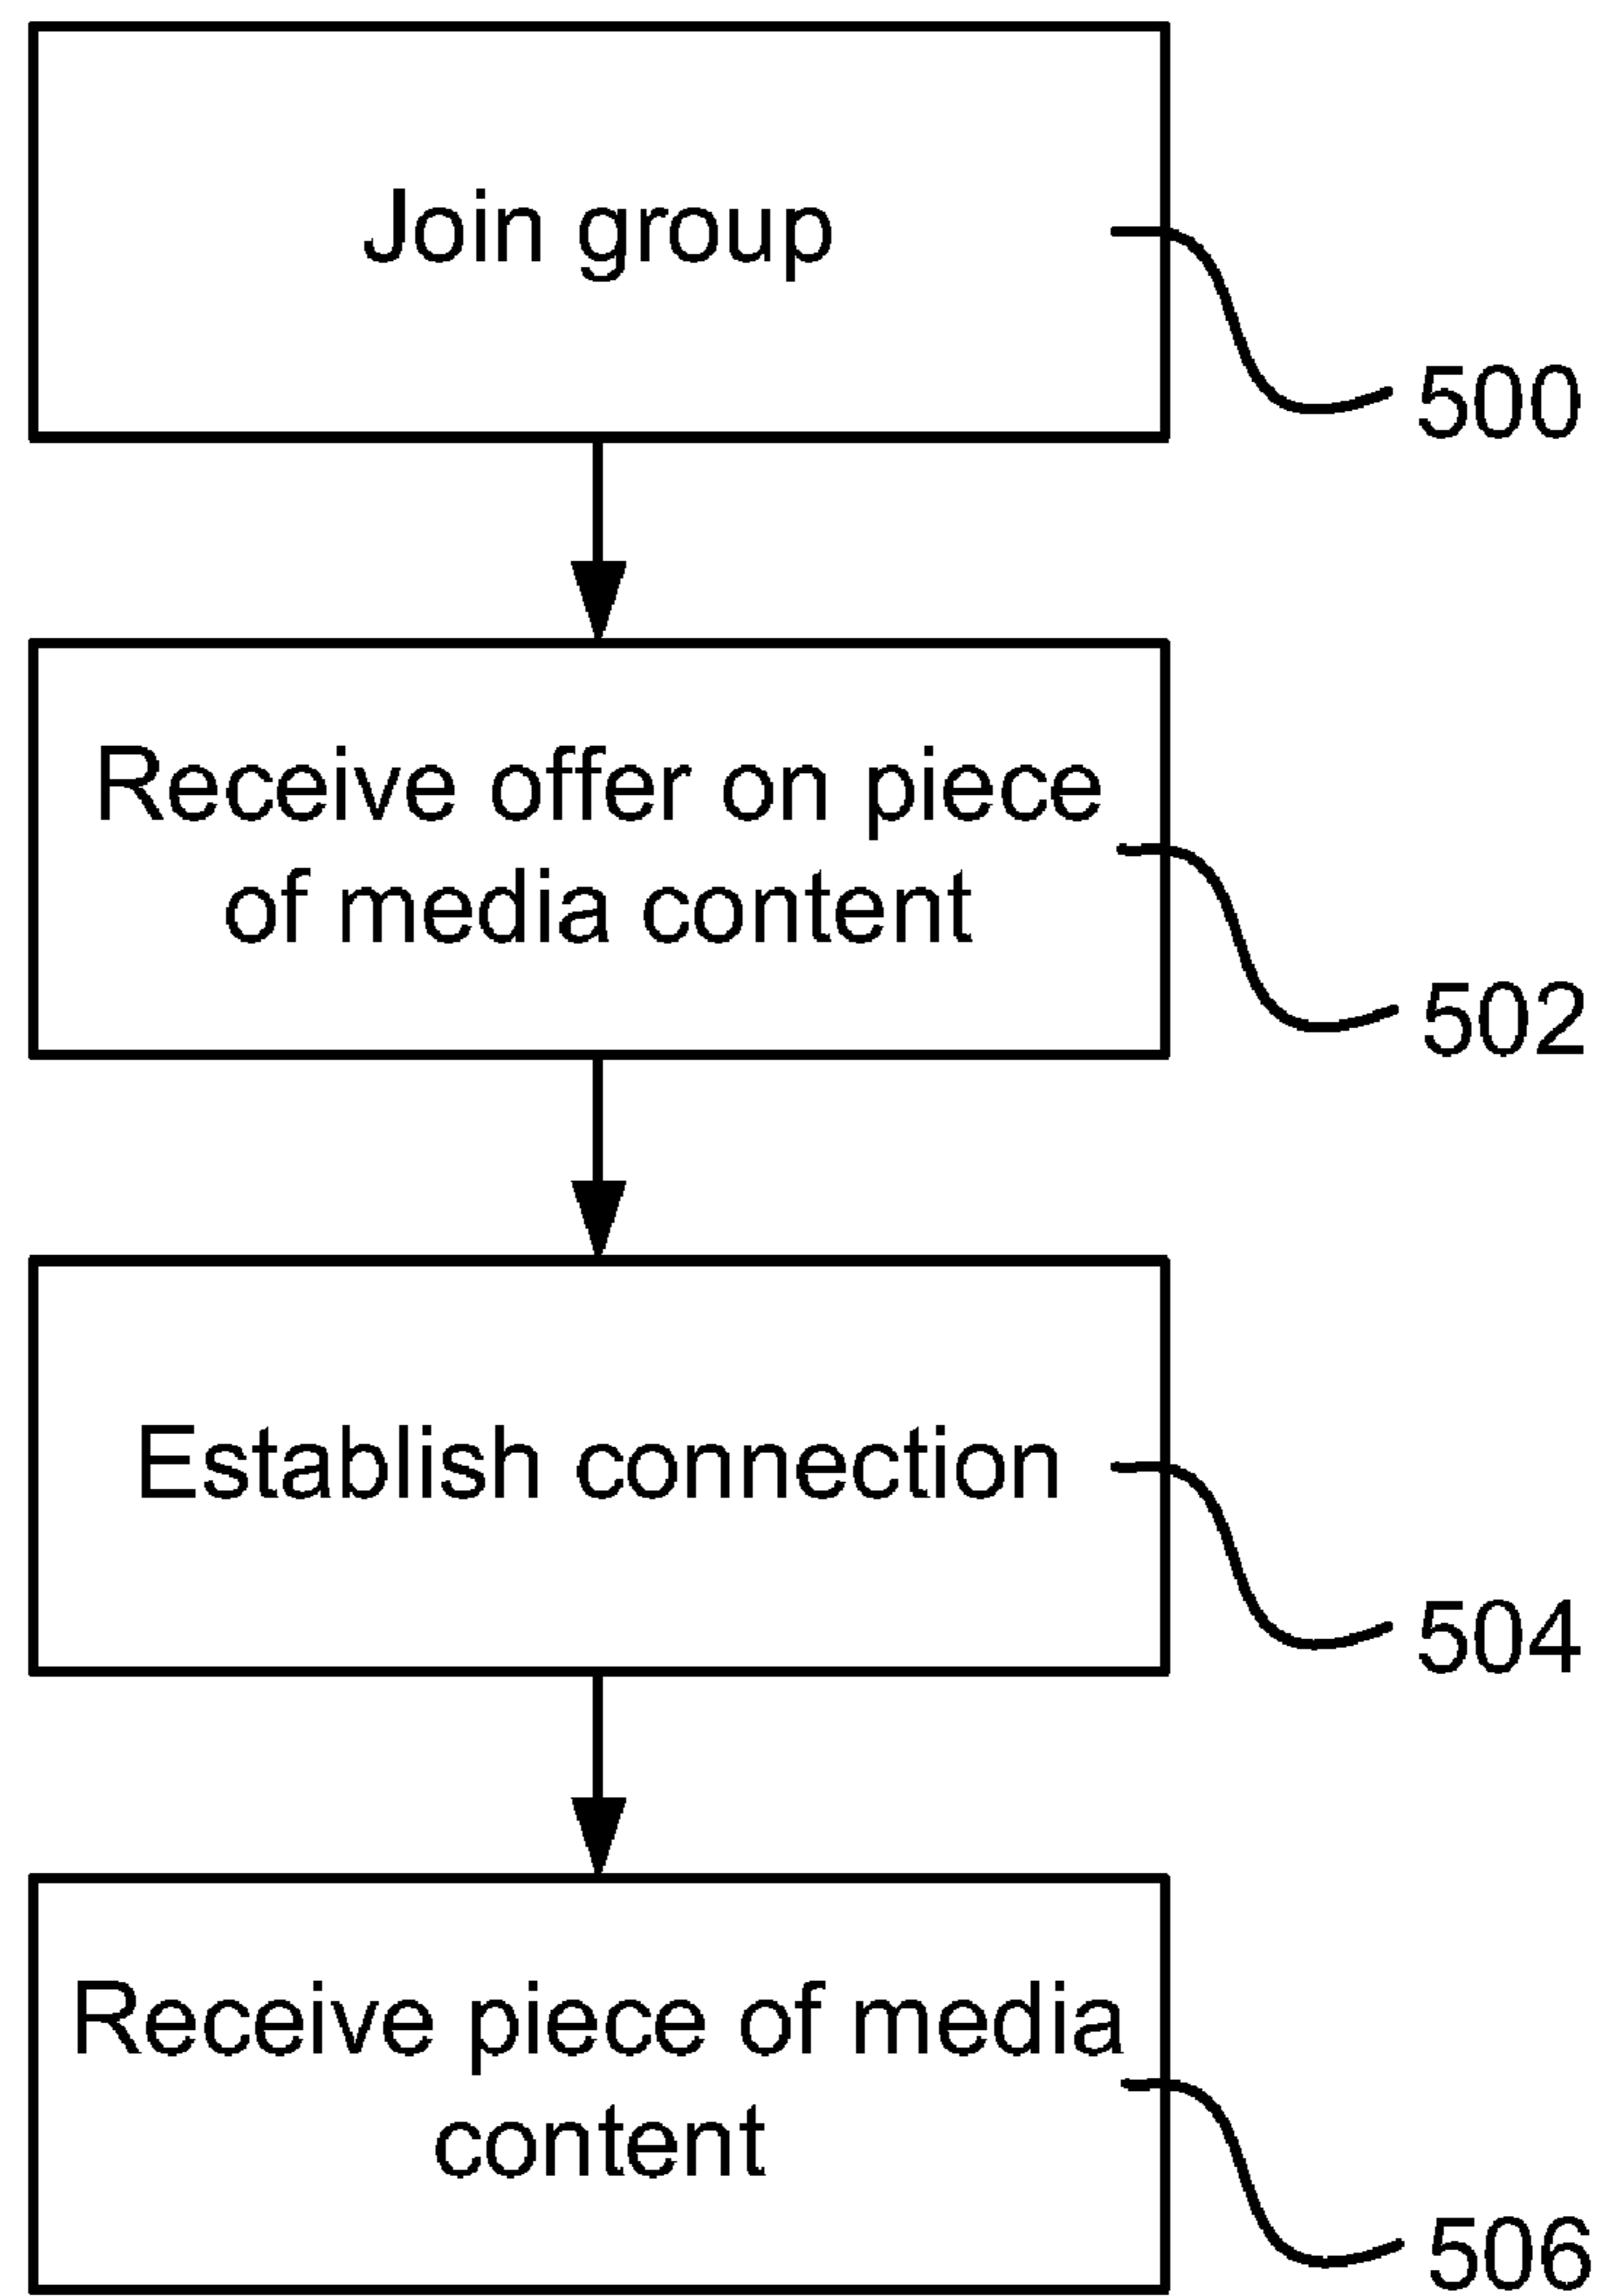 Join group
500
Receive offer on piece
of media content
502
Establish connection
504
Receive piece of media
content
506